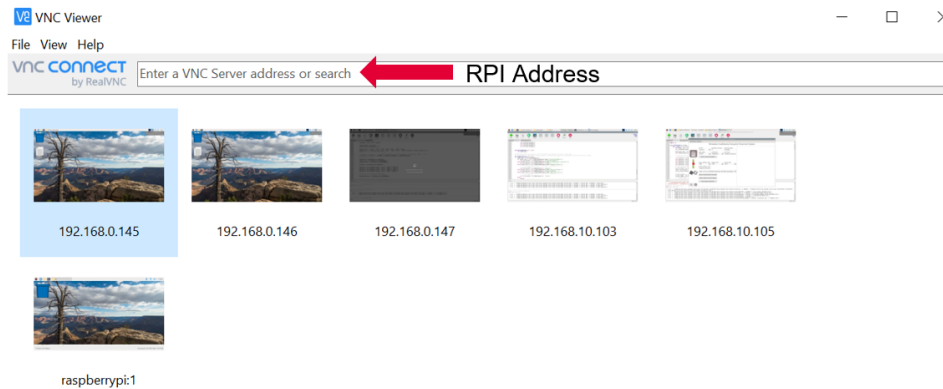 VNC Viewer
File View Help
VNC CONNECT
by RealVNC
Enter a VNC Server address or search
RPI Address
192.168.0.145
192.168.0.146
192.168.0.147
192.168.10.103
192.168.10.105
raspberrypi:1